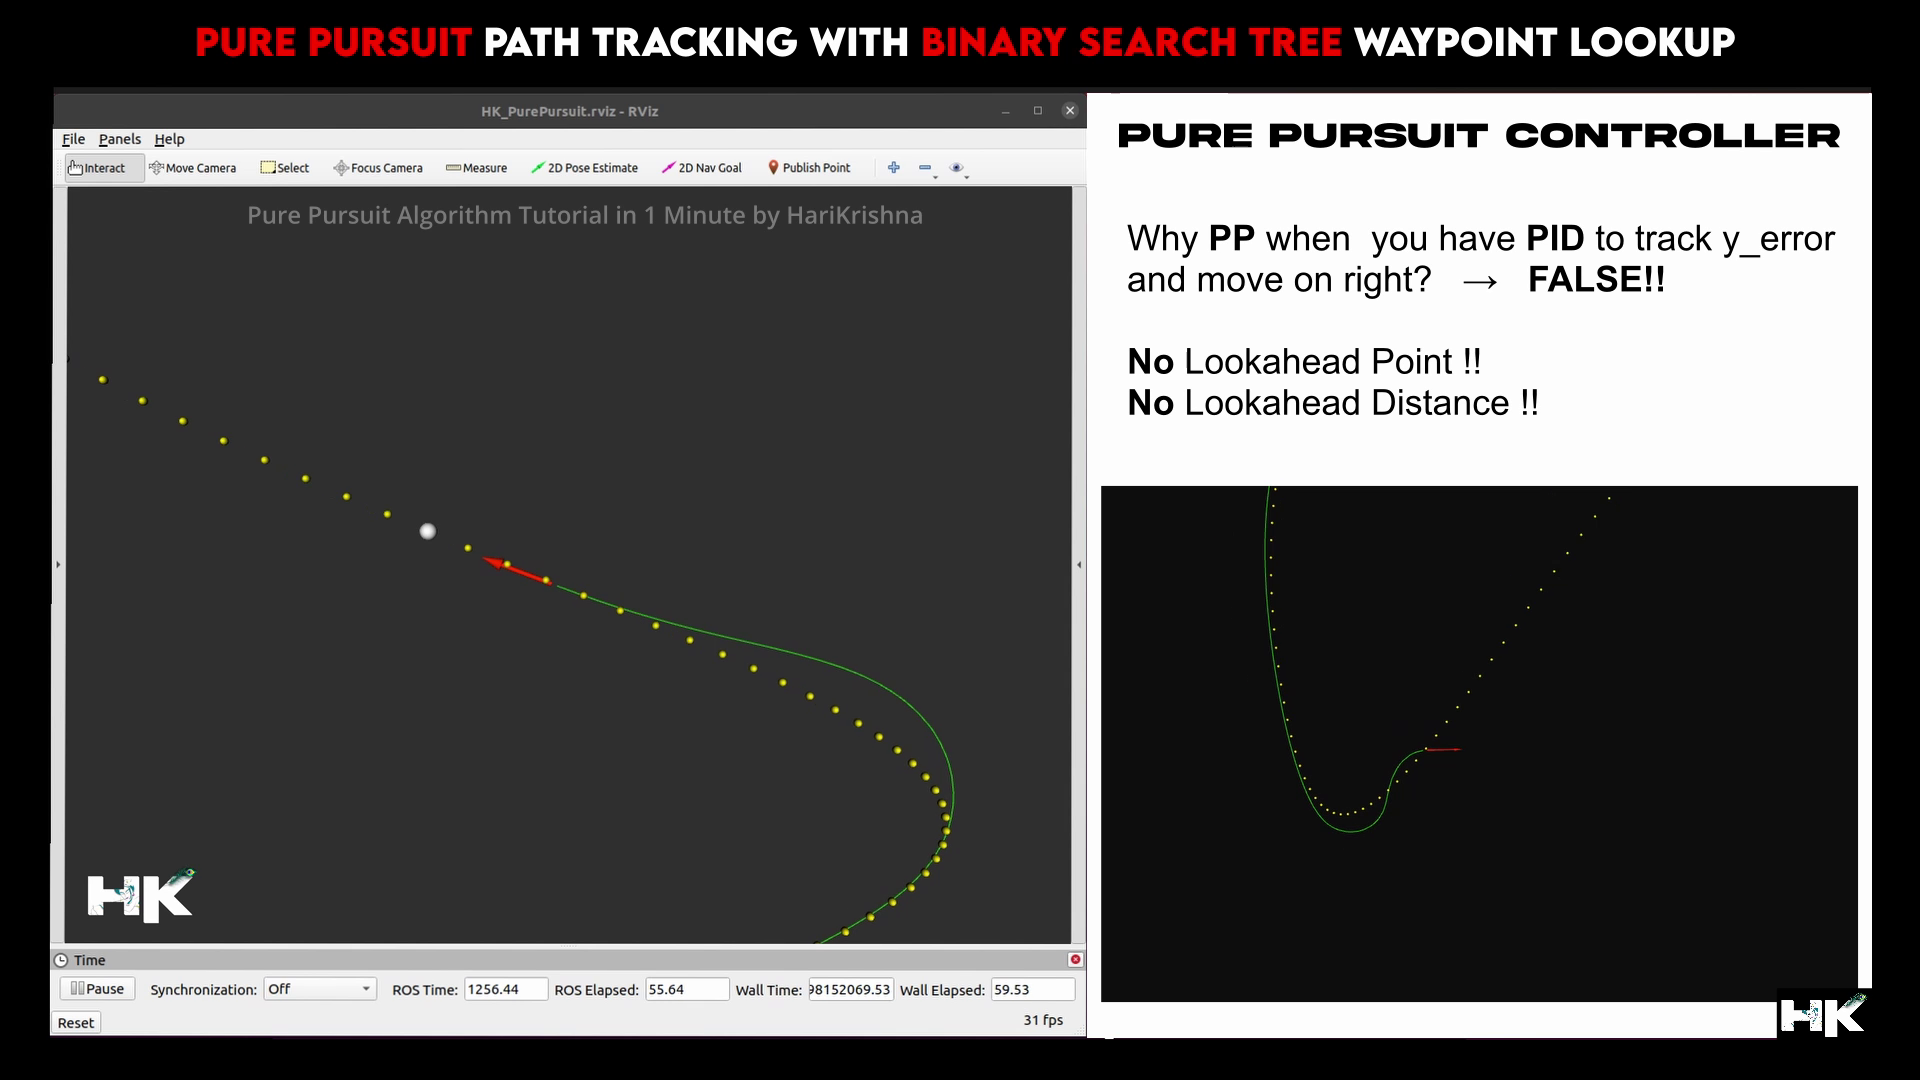 PURE PURSUIT PATH TRACKING WITH BINARY SEARCH TREE WAYPOINT LOOKUP
HK_PurePursuit.rviz - RViz
File Panels Help
Interact Move Camera Select Focus Camera Measure 2D Pose Estimate 2D Nav Goal Publish Point
Pure Pursuit Algorithm Tutorial in 1 Minute by HariKrishna
HK
Time
Pause Synchronization: Off ROS Time: 1256.44 ROS Elapsed: 55.64 Wall Time: 98152069.53 Wall Elapsed: 59.53
Reset 31 fps
PURE PURSUIT CONTROLLER
Why PP when you have PID to track y_error
and move on right? → FALSE!!
No Lookahead Point !!
No Lookahead Distance !!
HK